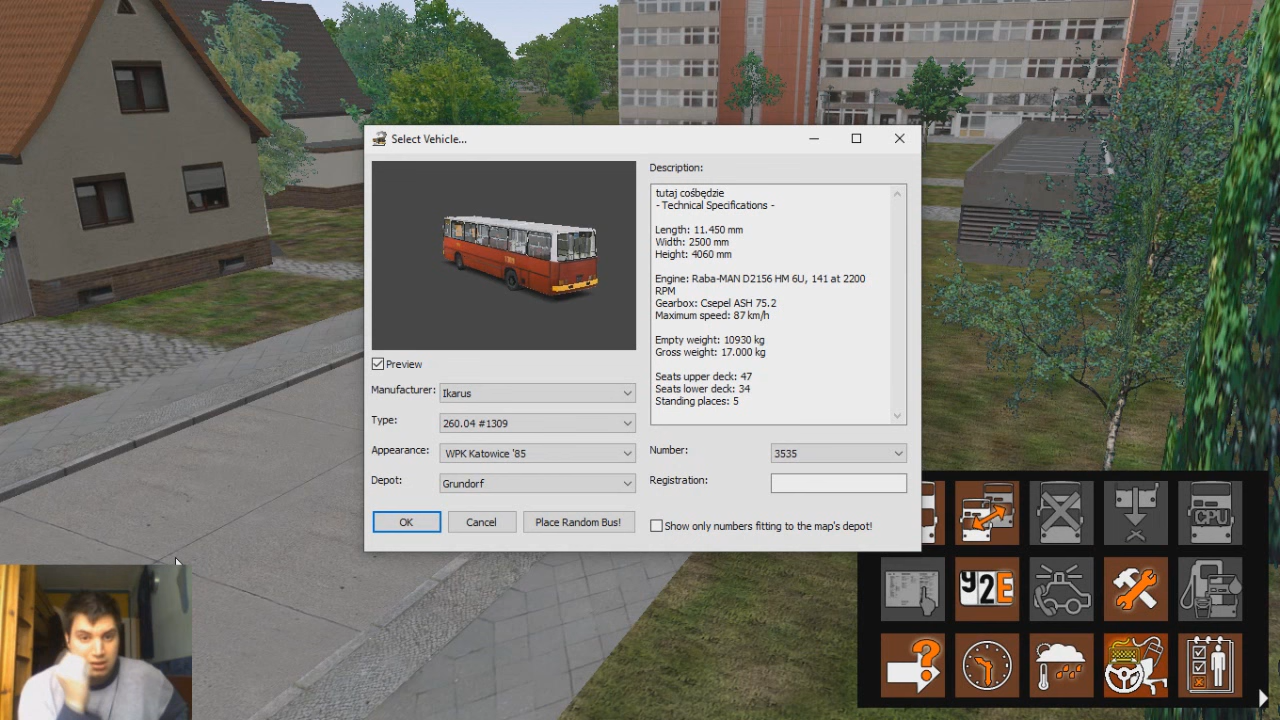 Select Vehicle...
Description:
tutaj cośbędzie
- Technical Specifications -
Length: 11.450 mm
Width: 2500 mm
Height: 4060 mm
Engine: Raba-MAN D2156 HM 6U, 141 at 2200
RPM
Gearbox: Csepel ASH 75.2
Maximum speed: 87 km/h
Empty weight: 10930 kg
Gross weight: 17.000 kg
Seats upper deck: 47
Seats lower deck: 34
Standing places: 5
Preview
Manufacturer: Ikarus
Type: 260.04 #1309
Appearance: WPK Katowice '85
Number: 3535
Depot: Grundorf
Registration:
OK
Cancel
Place Random Bus!
Show only numbers fitting to the map's depot!
CPU
92E
?